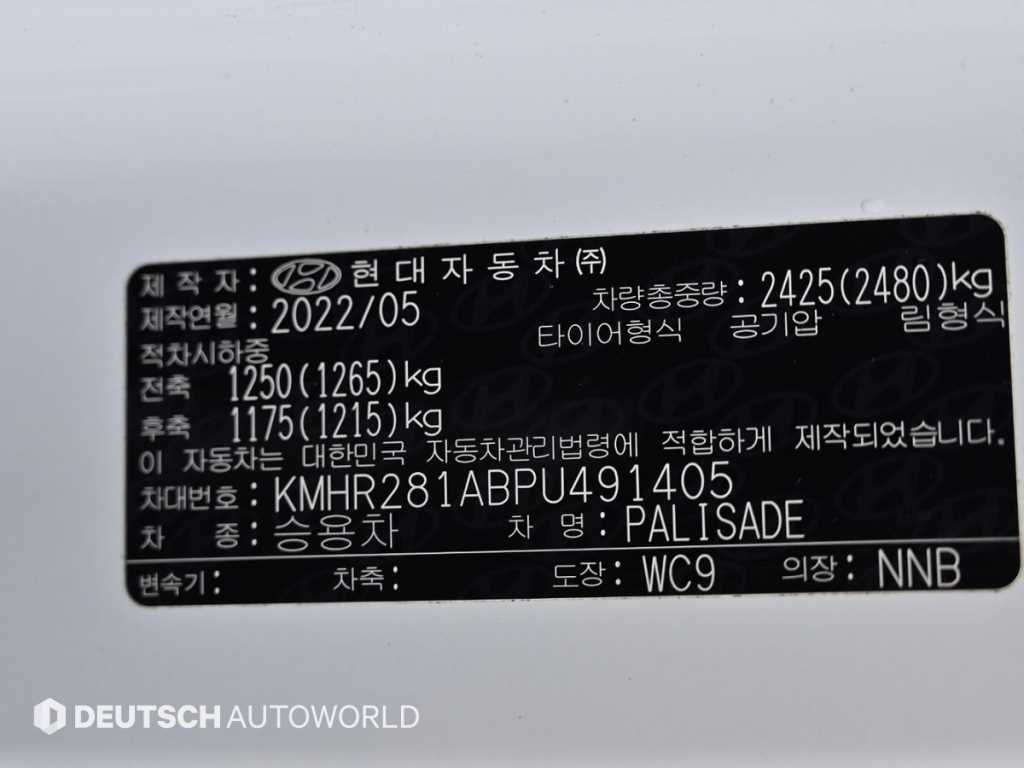 제작자 : 현대자동차㈜
제작연월 : 2022/05 차량총중량 : 2425(2480)kg
타이어형식 공기압 림형식
적차시하중
전축 1250(1265)kg
후축 1175(1215)kg
이 자동차는 대한민국 자동차관리법령에 적합하게 제작되었습니다.
차대번호 : KMHR281ABPU491405
차 종 : 승용차 차 명 : PALISADE
변속기 : 차축 : 도장 : WC9 의장 : NNB
DEUTSCH AUTOWORLD